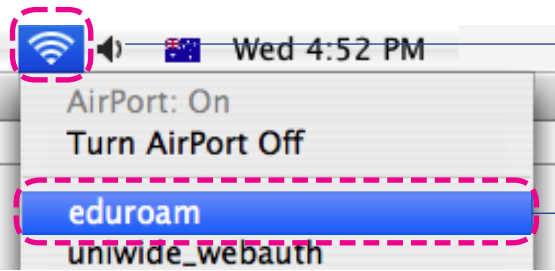 Wed 4:52 PM
AirPort: On
Turn AirPort Off
eduroam
uniwide_webauth